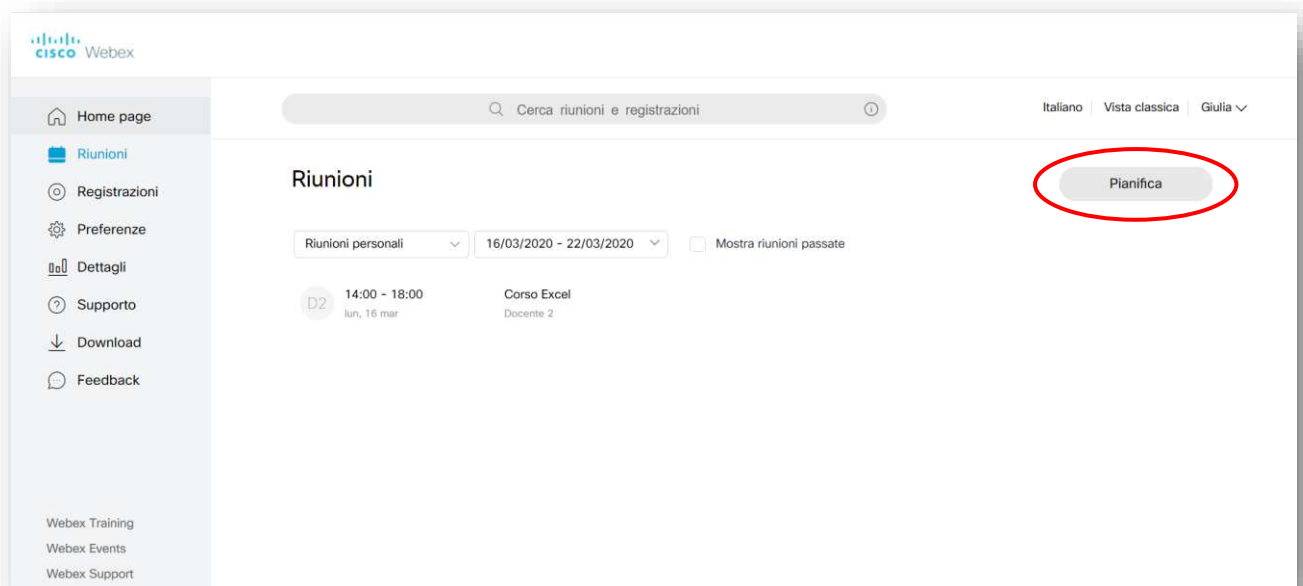 CISCO Webex
Home page
Riunioni
Registrazioni
Preferenze
Dettagli
Supporto
Download
Feedback
Webex Training
Webex Events
Webex Support
Cerca riunioni e registrazioni
Italiano Vista classica Giulia
Riunioni
Pianifica
Riunioni personali 16/03/2020 - 22/03/2020 Mostra riunioni passate
D2 14:00 - 18:00 Corso Excel
lun, 16 mar Docente 2